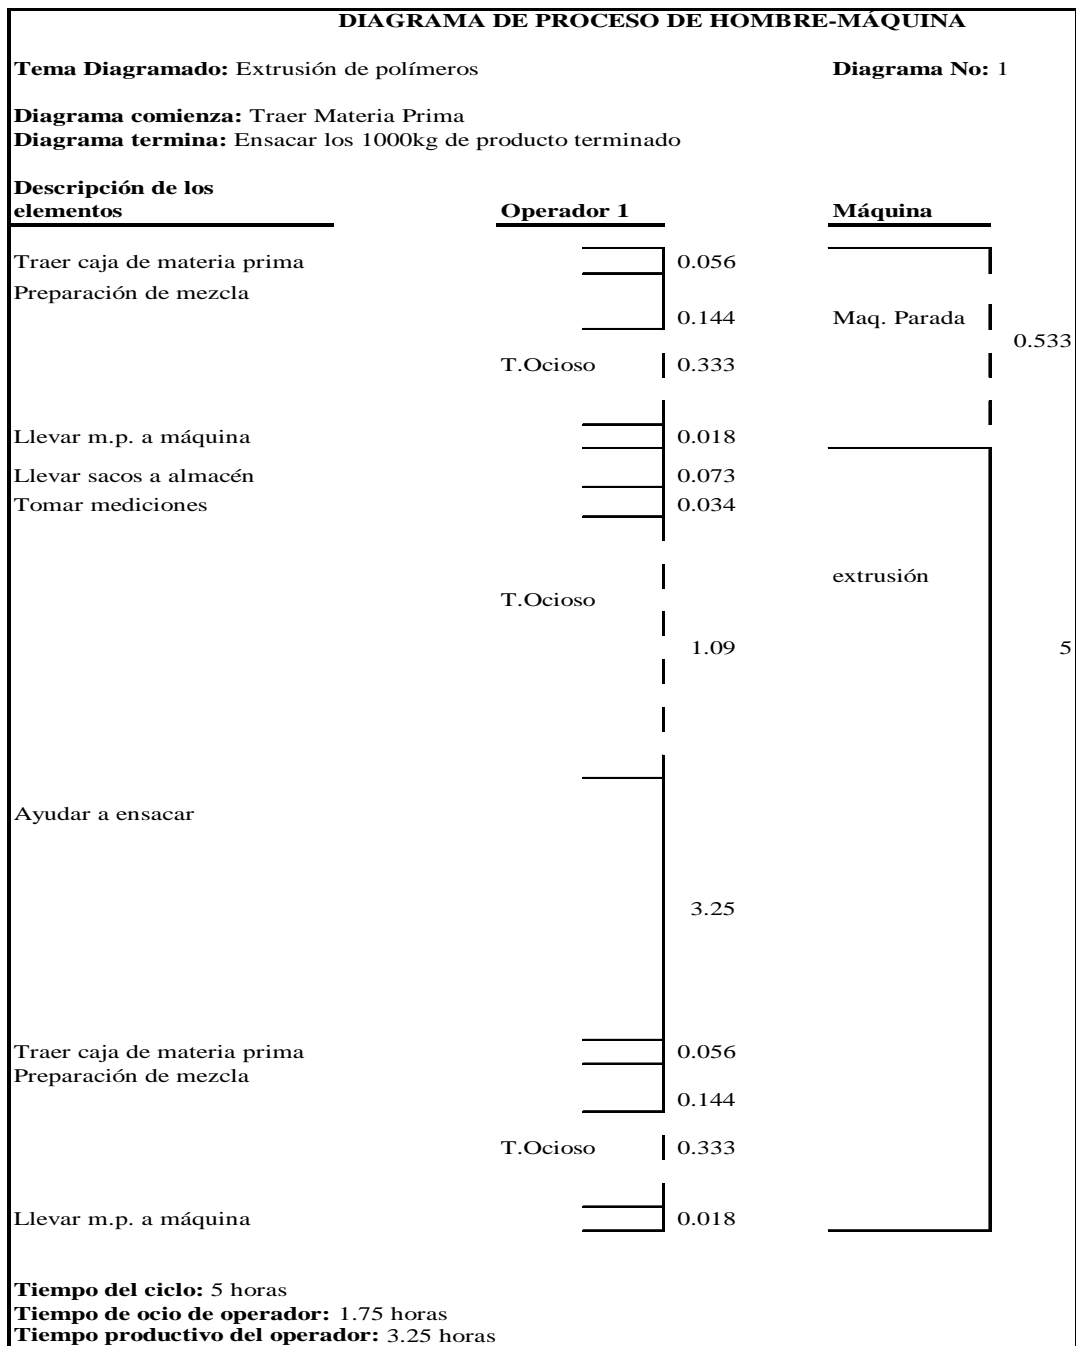 DIAGRAMA DE PROCESO DE HOMBRE-MÁQUINA
Tema Diagramado: Extrusión de polímeros Diagrama No: 1
Diagrama comienza: Traer Materia Prima
Diagrama termina: Ensacar los 1000kg de producto terminado
Descripción de los
elementos Operador 1 Máquina
Traer caja de materia prima 0.056
Preparación de mezcla
0.144 Maq. Parada
0.533
T.Ocioso 0.333
Llevar m.p. a máquina 0.018
Llevar sacos a almacén 0.073
Tomar mediciones 0.034
extrusión
T.Ocioso
1.09 5
Ayudar a ensacar
3.25
Traer caja de materia prima 0.056
Preparación de mezcla
0.144
T.Ocioso 0.333
Llevar m.p. a máquina 0.018
Tiempo del ciclo: 5 horas
Tiempo de ocio de operador: 1.75 horas
Tiempo productivo del operador: 3.25 horas